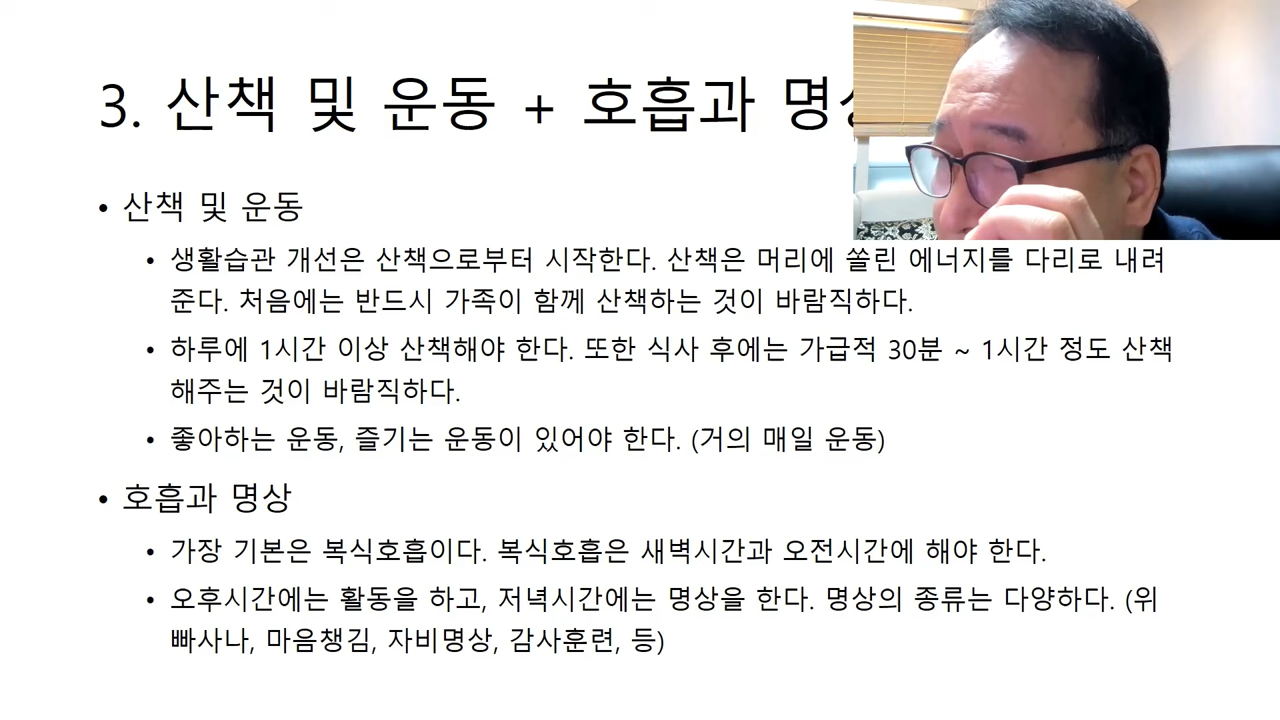 3. 산책 및 운동 + 호흡과
• 산책 및 운동
• 생활습관 개선은 산책으로부터 시작한다. 산책은 머리에 쏠린 에너지를 다리로 내려
준다. 처음에는 반드시 가족이 함께 산책하는 것이 바람직하다.
• 하루에 1시간 이상 산책해야 한다. 또한 식사 후에는 가급적 30분 ~ 1시간 정도 산책
해주는 것이 바람직하다.
• 좋아하는 운동, 즐기는 운동이 있어야 한다. (거의 매일 운동)
• 호흡과 명상
• 가장 기본은 복식호흡이다. 복식호흡은 새벽시간과 오전시간에 해야 한다.
• 오후시간에는 활동을 하고, 저녁시간에는 명상을 한다. 명상의 종류는 다양하다. (위
빠사나, 마음챙김, 자비명상, 감사훈련, 등)